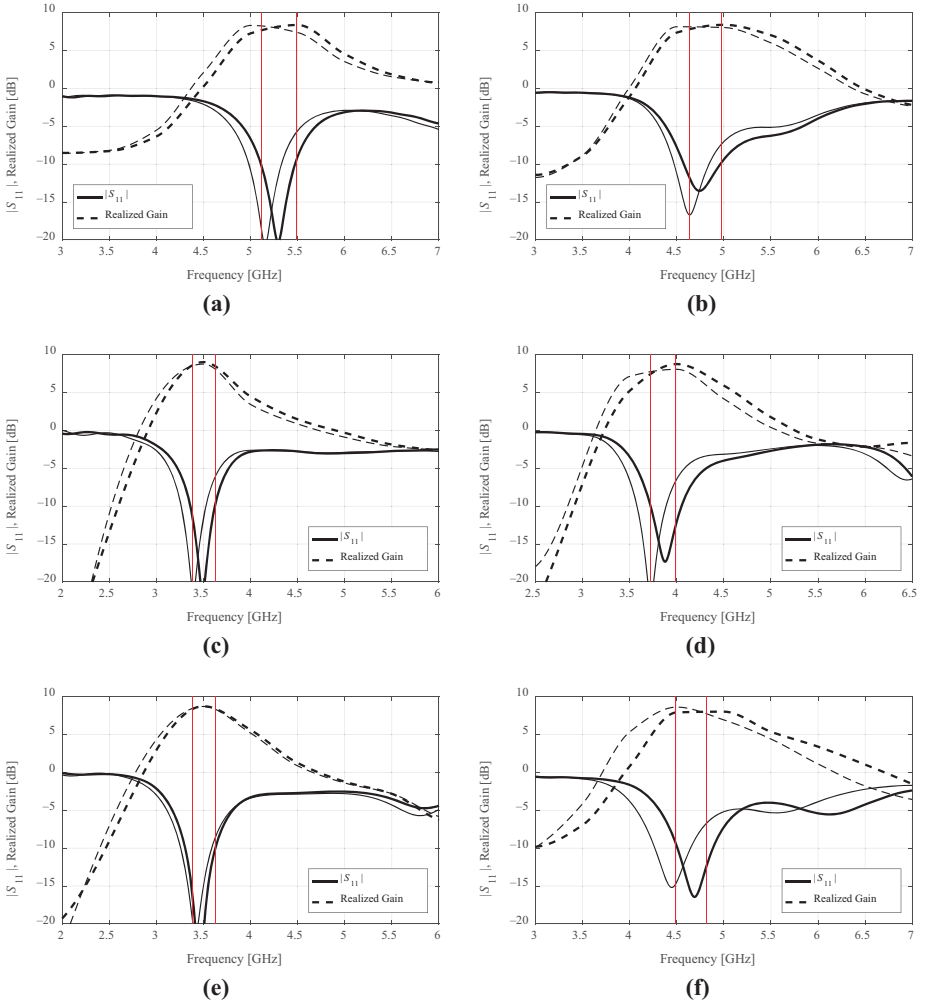 10
5
0
−5
−10
−15
−20
|S11|, Realized Gain [dB]
|S11|
Realized Gain
3 3.5 4 4.5 5 5.5 6 6.5 7
Frequency [GHz]
(a)
10
5
0
−5
−10
−15
−20
|S11|, Realized Gain [dB]
|S11|
Realized Gain
3 3.5 4 4.5 5 5.5 6 6.5 7
Frequency [GHz]
(b)
10
5
0
−5
−10
−15
−20
|S11|, Realized Gain [dB]
|S11|
Realized Gain
2 2.5 3 3.5 4 4.5 5 5.5 6
Frequency [GHz]
(c)
10
5
0
−5
−10
−15
−20
|S11|, Realized Gain [dB]
|S11|
Realized Gain
2.5 3 3.5 4 4.5 5 5.5 6 6.5
Frequency [GHz]
(d)
10
5
0
−5
−10
−15
−20
|S11|, Realized Gain [dB]
|S11|
Realized Gain
2 2.5 3 3.5 4 4.5 5 5.5 6
Frequency [GHz]
(e)
10
5
0
−5
−10
−15
−20
|S11|, Realized Gain [dB]
|S11|
Realized Gain
3 3.5 4 4.5 5 5.5 6 6.5 7
Frequency [GHz]
(f)